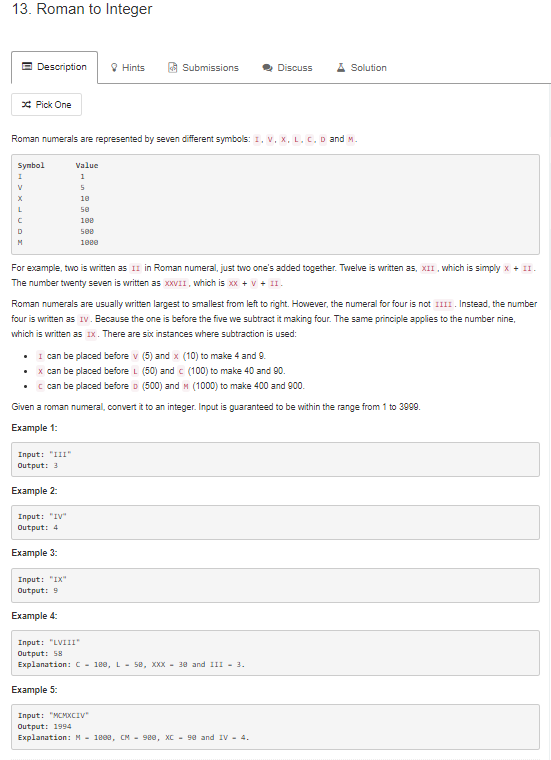 13. Roman to Integer
Description Hints Submissions Discuss Solution
Pick One
Roman numerals are represented by seven different symbols: I, V, X, L, C, D and M.
Symbol Value
I 1
V 5
X 10
L 50
C 100
D 500
M 1000
For example, two is written as II in Roman numeral, just two one's added together. Twelve is written as, XII, which is simply X + II.
The number twenty seven is written as XXVII, which is XX + V + II.
Roman numerals are usually written largest to smallest from left to right. However, the numeral for four is not IIII. Instead, the number
four is written as IV. Because the one is before the five we subtract it making four. The same principle applies to the number nine,
which is written as IX. There are six instances where subtraction is used:
• I can be placed before V (5) and X (10) to make 4 and 9.
• X can be placed before L (50) and C (100) to make 40 and 90.
• C can be placed before D (500) and M (1000) to make 400 and 900.
Given a roman numeral, convert it to an integer. Input is guaranteed to be within the range from 1 to 3999.
Example 1:
Input: "III"
Output: 3
Example 2:
Input: "IV"
Output: 4
Example 3:
Input: "IX"
Output: 9
Example 4:
Input: "LVIII"
Output: 58
Explanation: C = 100, L = 50, XXX = 30 and III = 3.
Example 5:
Input: "MCMXCIV"
Output: 1994
Explanation: M = 1000, CM = 900, XC = 90 and IV = 4.